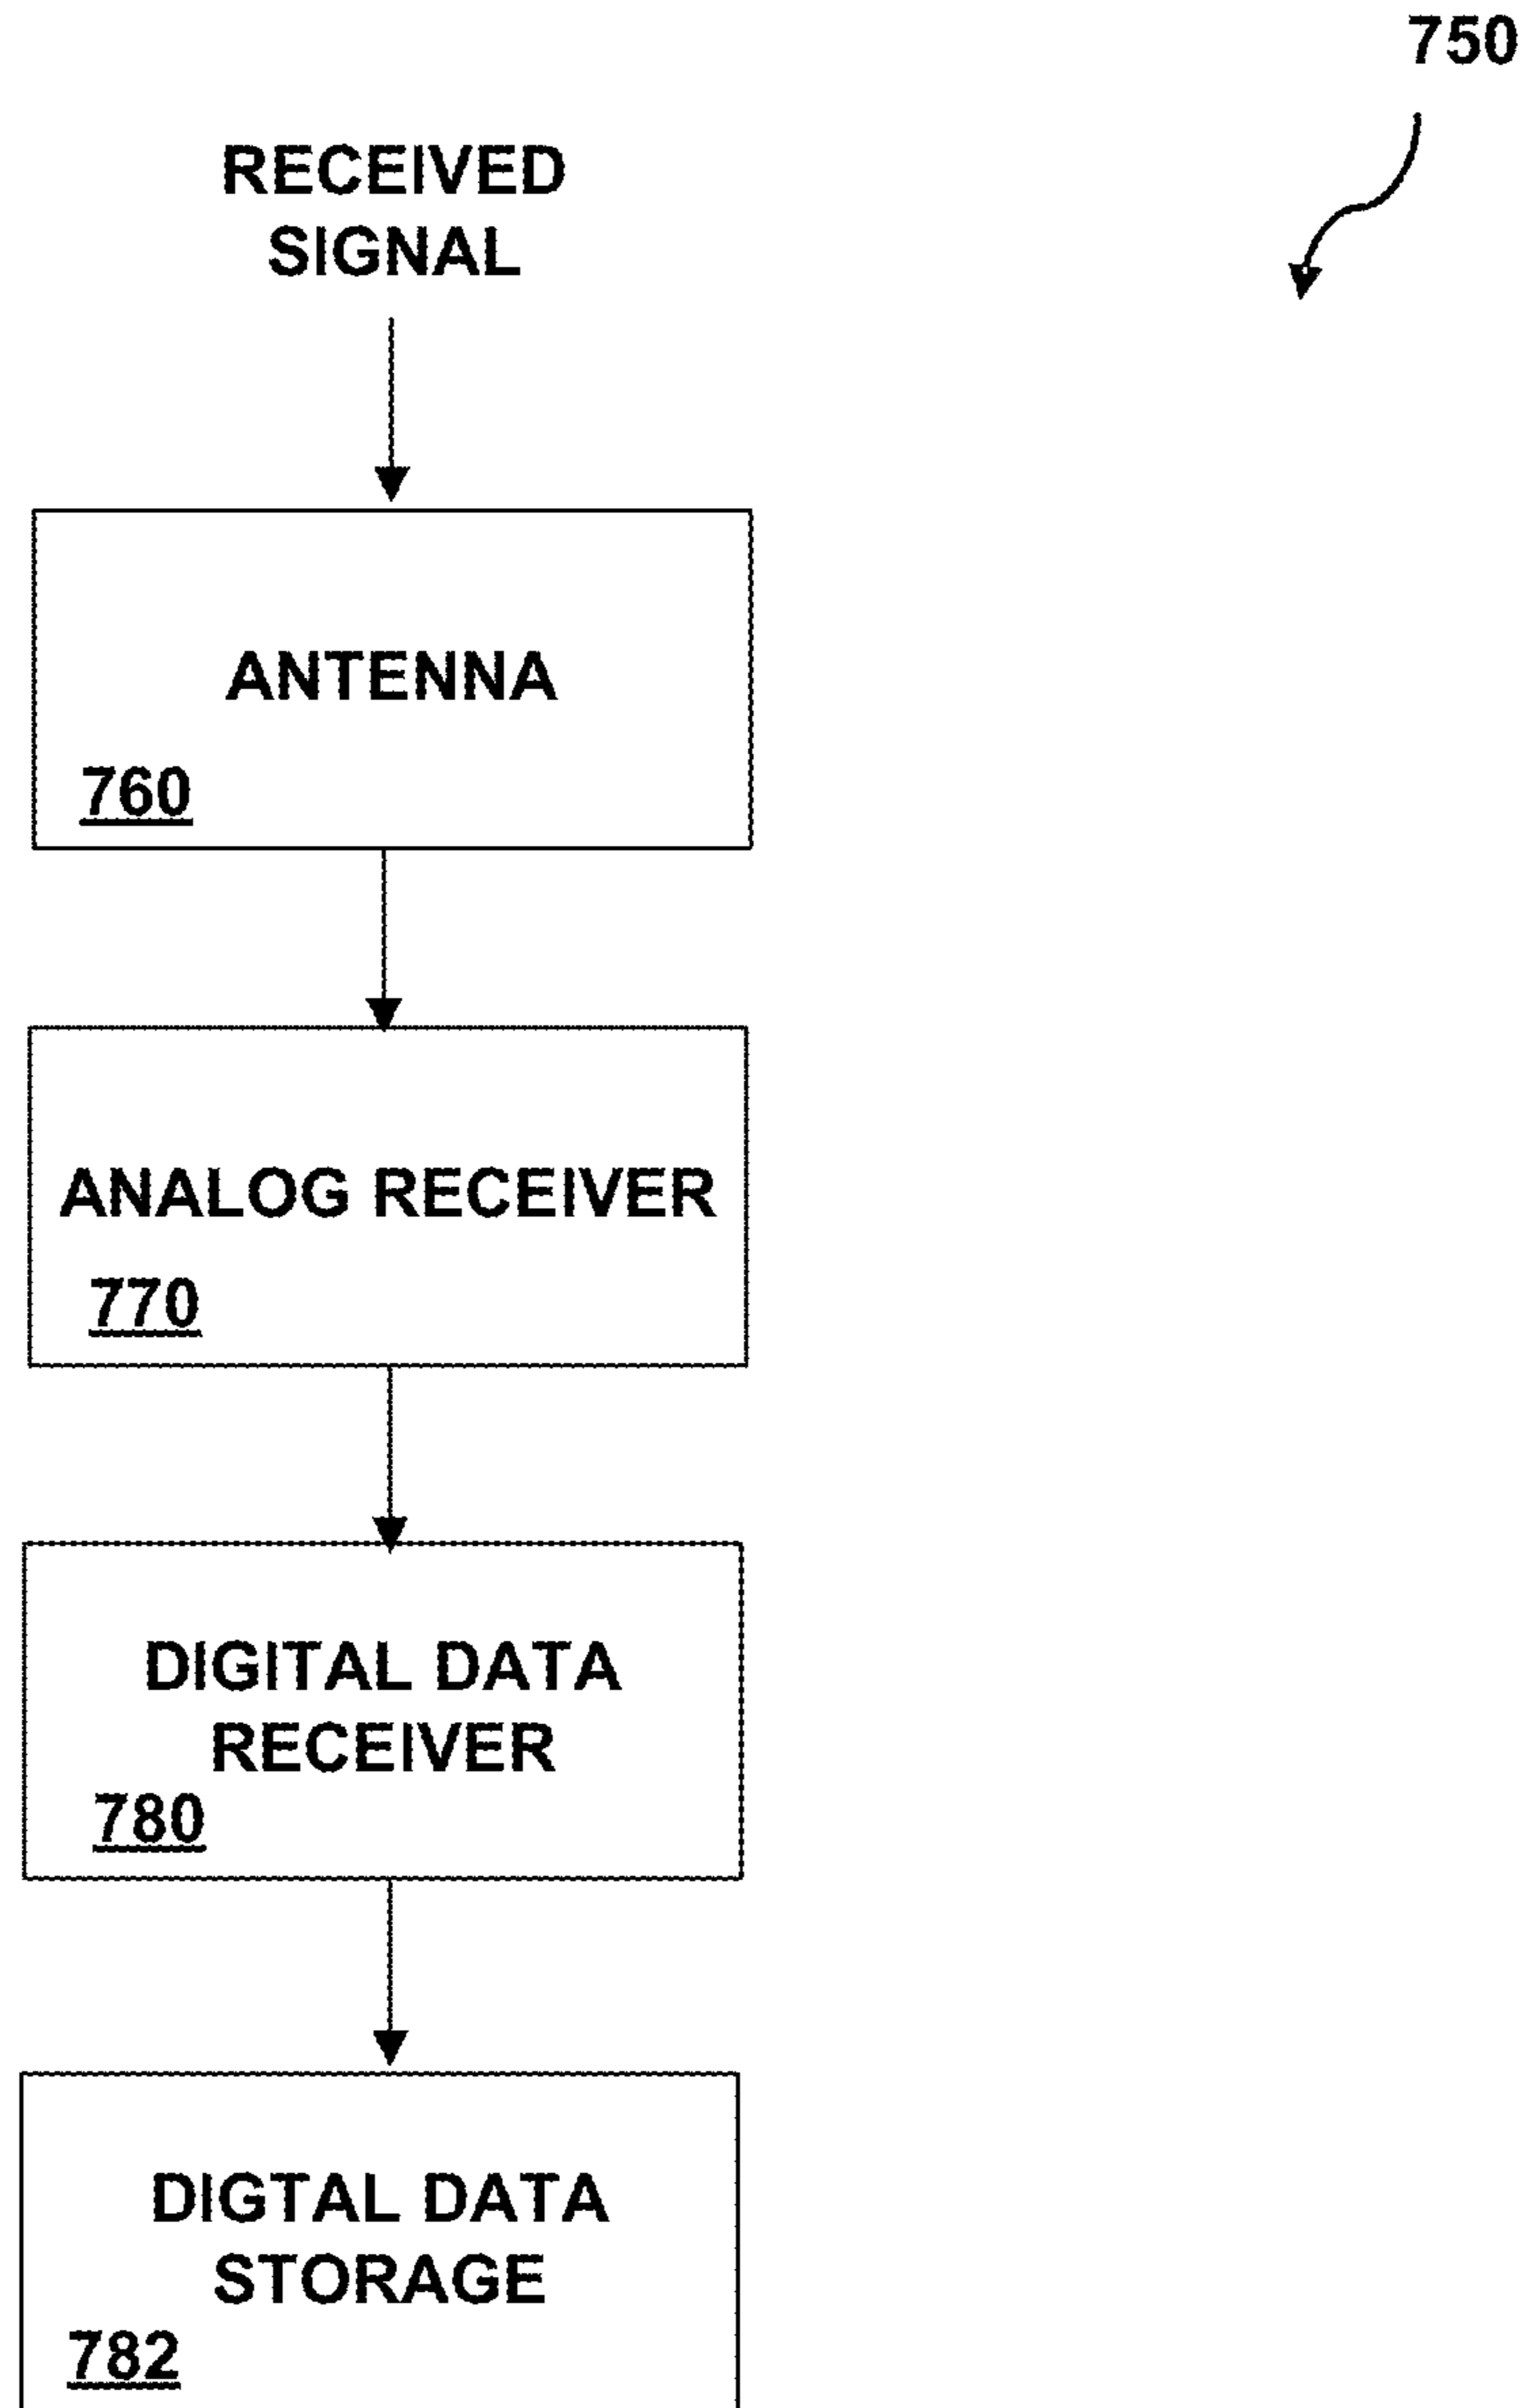 750
RECEIVED
SIGNAL
ANTENNA
760
ANALOG RECEIVER
770
DIGITAL DATA
RECEIVER
780
DIGTAL DATA
STORAGE
782